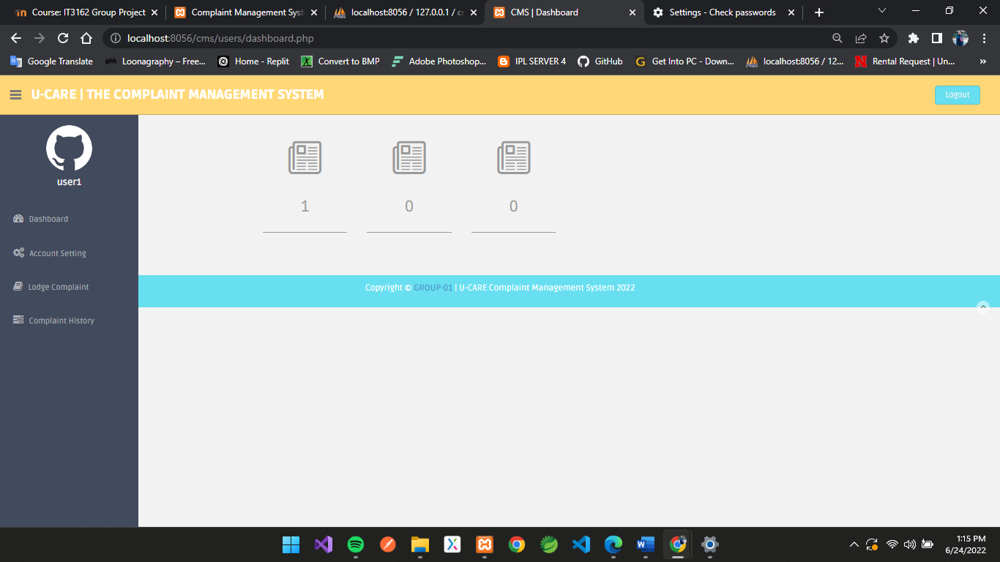 Course: IT3162 Group Project
Complaint Management Syst
localhost:8056 / 127.0.0.1 / cm
CMS | Dashboard
Settings - Check passwords
localhost:8056/cms/users/dashboard.php
Google Translate
Loonagraphy – Free...
Home - Replit
Convert to BMP
Adobe Photoshop...
IPL SERVER 4
GitHub
Get Into PC - Down...
localhost:8056 / 12...
Rental Request | Un...
U-CARE | THE COMPLAINT MANAGEMENT SYSTEM
Logout
user1
Dashboard
Account Setting
Lodge Complaint
Complaint History
1
0
0
Copyright © GROUP-01 | U-CARE Complaint Management System 2022
1:15 PM
6/24/2022